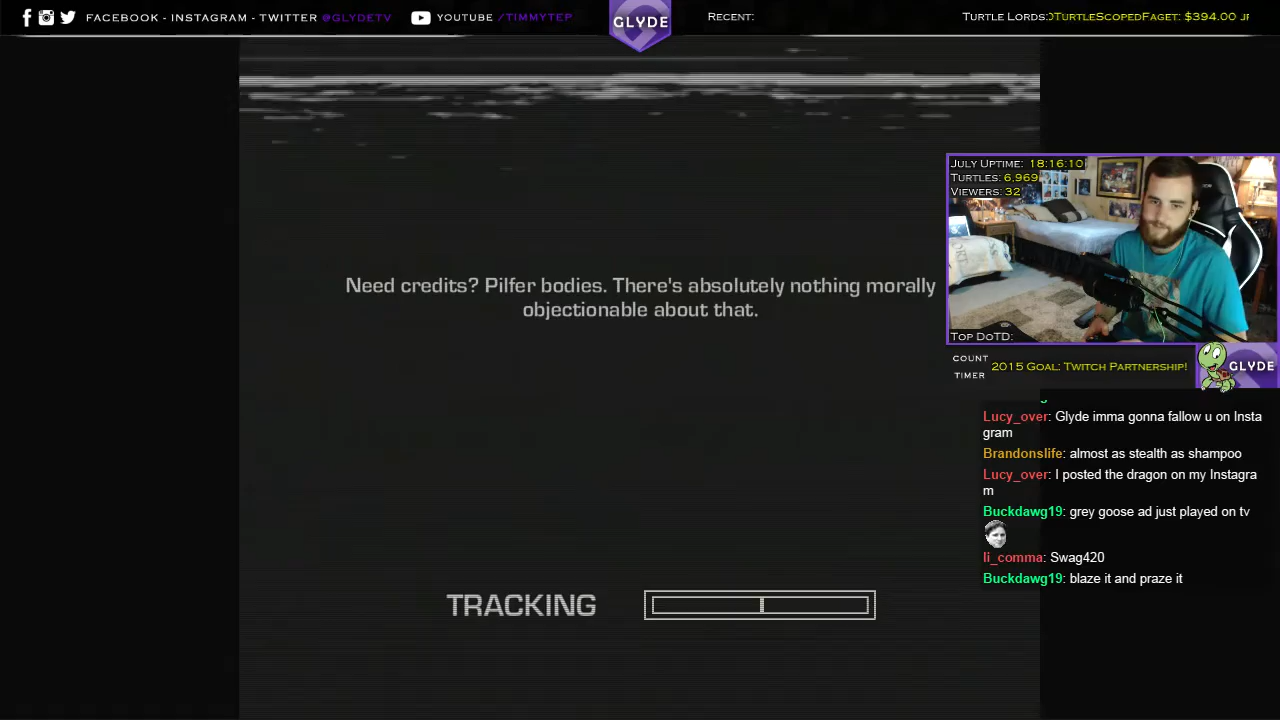 FACEBOOK - INSTAGRAM - TWITTER @GLYDETV
YOUTUBE /TIMMYTEP
GLYDE
RECENT:
TURTLE LORDS:
TurtleScopedFaget: $394.00
JULY UPTIME: 18:16:10
TURTLES: 6,969
VIEWERS: 32
Need credits? Pilfer bodies. There's absolutely nothing morally
objectionable about that.
TOP DOTD:
COUNT
TIMER
2015 GOAL: TWITCH PARTNERSHIP!
GLYDE
Lucy_over: Glyde imma gonna fallow u on Insta
gram
Brandonslife: almost as stealth as shampoo
Lucy_over: I posted the dragon on my Instagra
m
Buckdawg19: grey goose ad just played on tv
li_comma: Swag420
Buckdawg19: blaze it and praze it
TRACKING